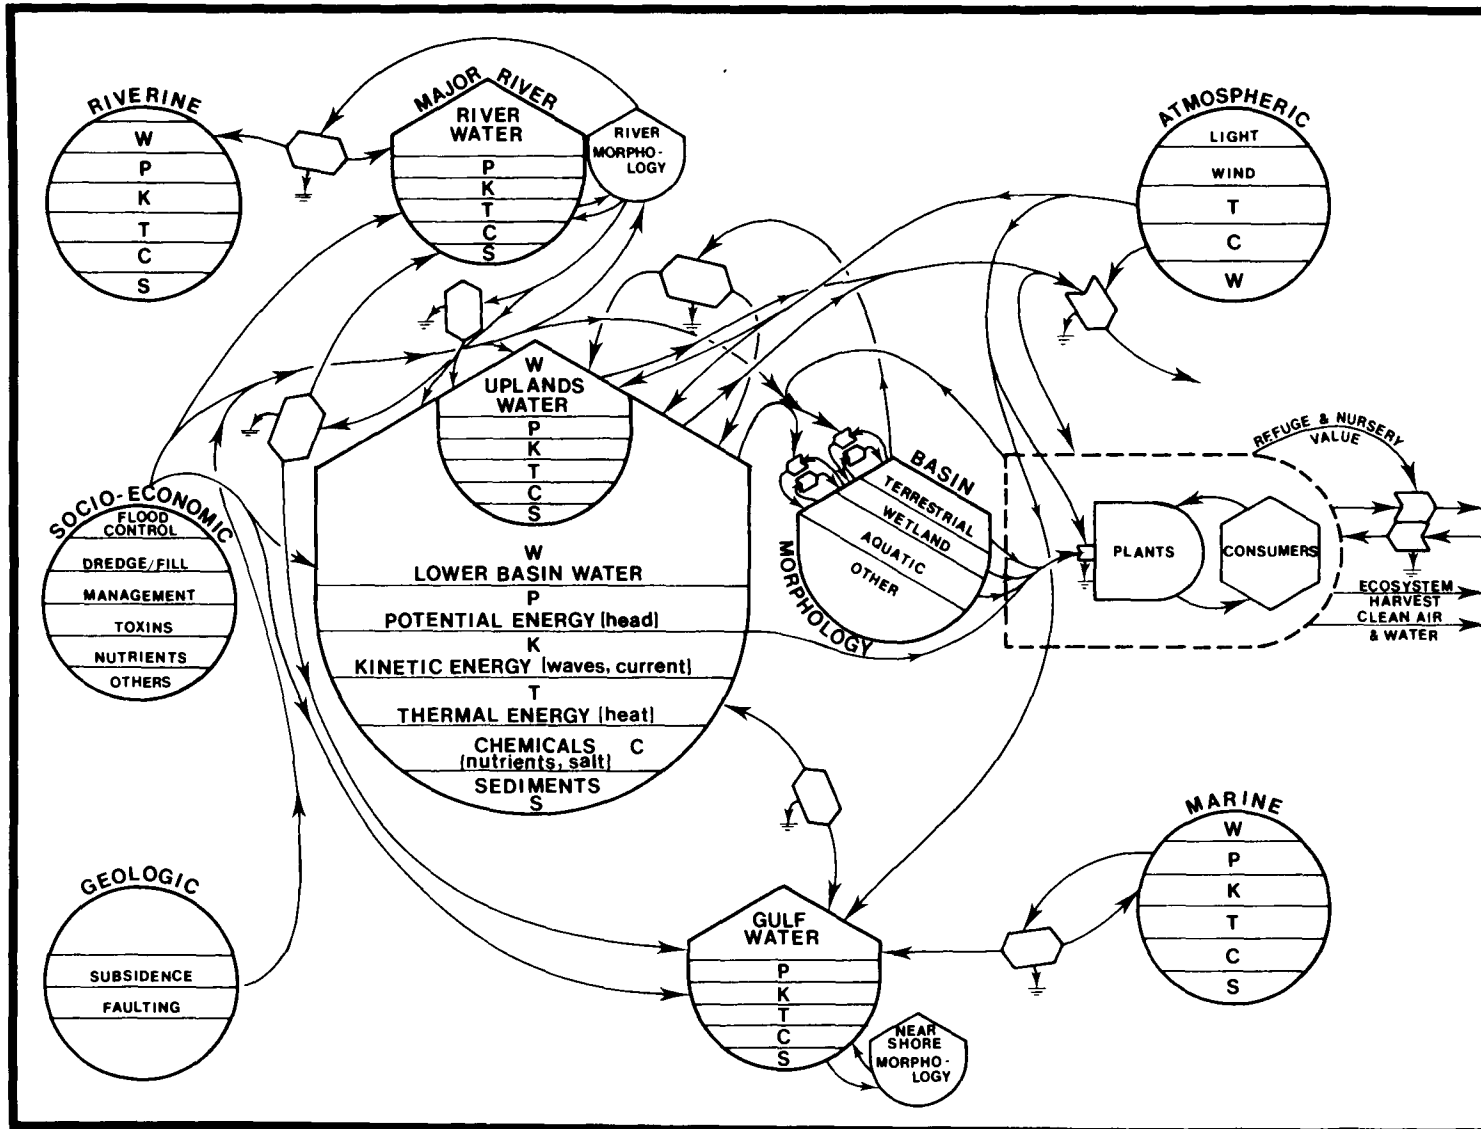 RIVERINE
W
P
K
T
C
S
MAJOR RIVER
RIVER
WATER
P
K
T
C
S
RIVER
MORPHO-
LOGY
ATMOSPHERIC
LIGHT
WIND
T
C
W
W
UPLANDS
WATER
P
K
T
C
S
W
LOWER BASIN WATER
P
POTENTIAL ENERGY (head)
K
KINETIC ENERGY (waves, current)
T
THERMAL ENERGY (heat)
CHEMICALS C
(nutrients, salt)
SEDIMENTS
S
SOCIO-ECONOMIC
FLOOD
CONTROL
DREDGE/FILL
MANAGEMENT
TOXINS
NUTRIENTS
OTHERS
BASIN
MORPHOLOGY
TERRESTRIAL
WETLAND
AQUATIC
OTHER
REFUGE & NURSERY
VALUE
PLANTS
CONSUMERS
ECOSYSTEM
HARVEST
CLEAN AIR
& WATER
GEOLOGIC
SUBSIDENCE
FAULTING
GULF
WATER
P
K
T
C
S
NEAR
SHORE
MORPHO-
LOGY
MARINE
W
P
K
T
C
S